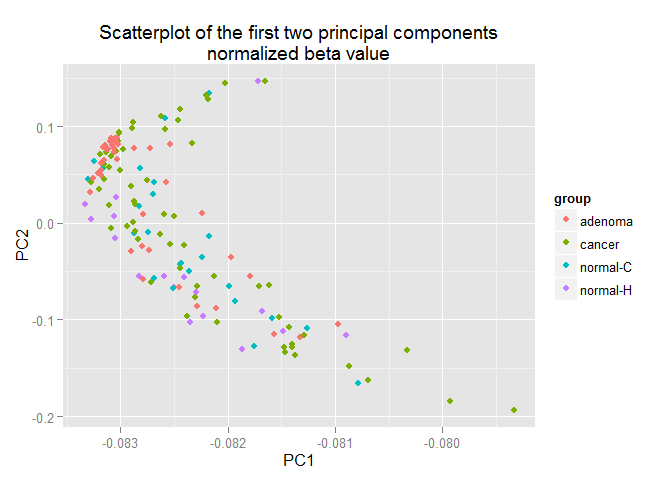 Scatterplot of the first two principal components
normalized beta value
PC2
0.1
0.0
-0.1
-0.2
-0.083
-0.082
-0.081
-0.080
PC1
group
adenoma
cancer
normal-C
normal-H